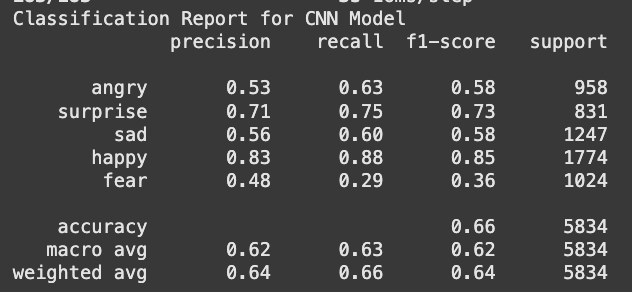 Classification Report for CNN Model
precision recall f1-score support
angry 0.53 0.63 0.58 958
surprise 0.71 0.75 0.73 831
sad 0.56 0.60 0.58 1247
happy 0.83 0.88 0.85 1774
fear 0.48 0.29 0.36 1024
accuracy 0.66 5834
macro avg 0.62 0.63 0.62 5834
weighted avg 0.64 0.66 0.64 5834